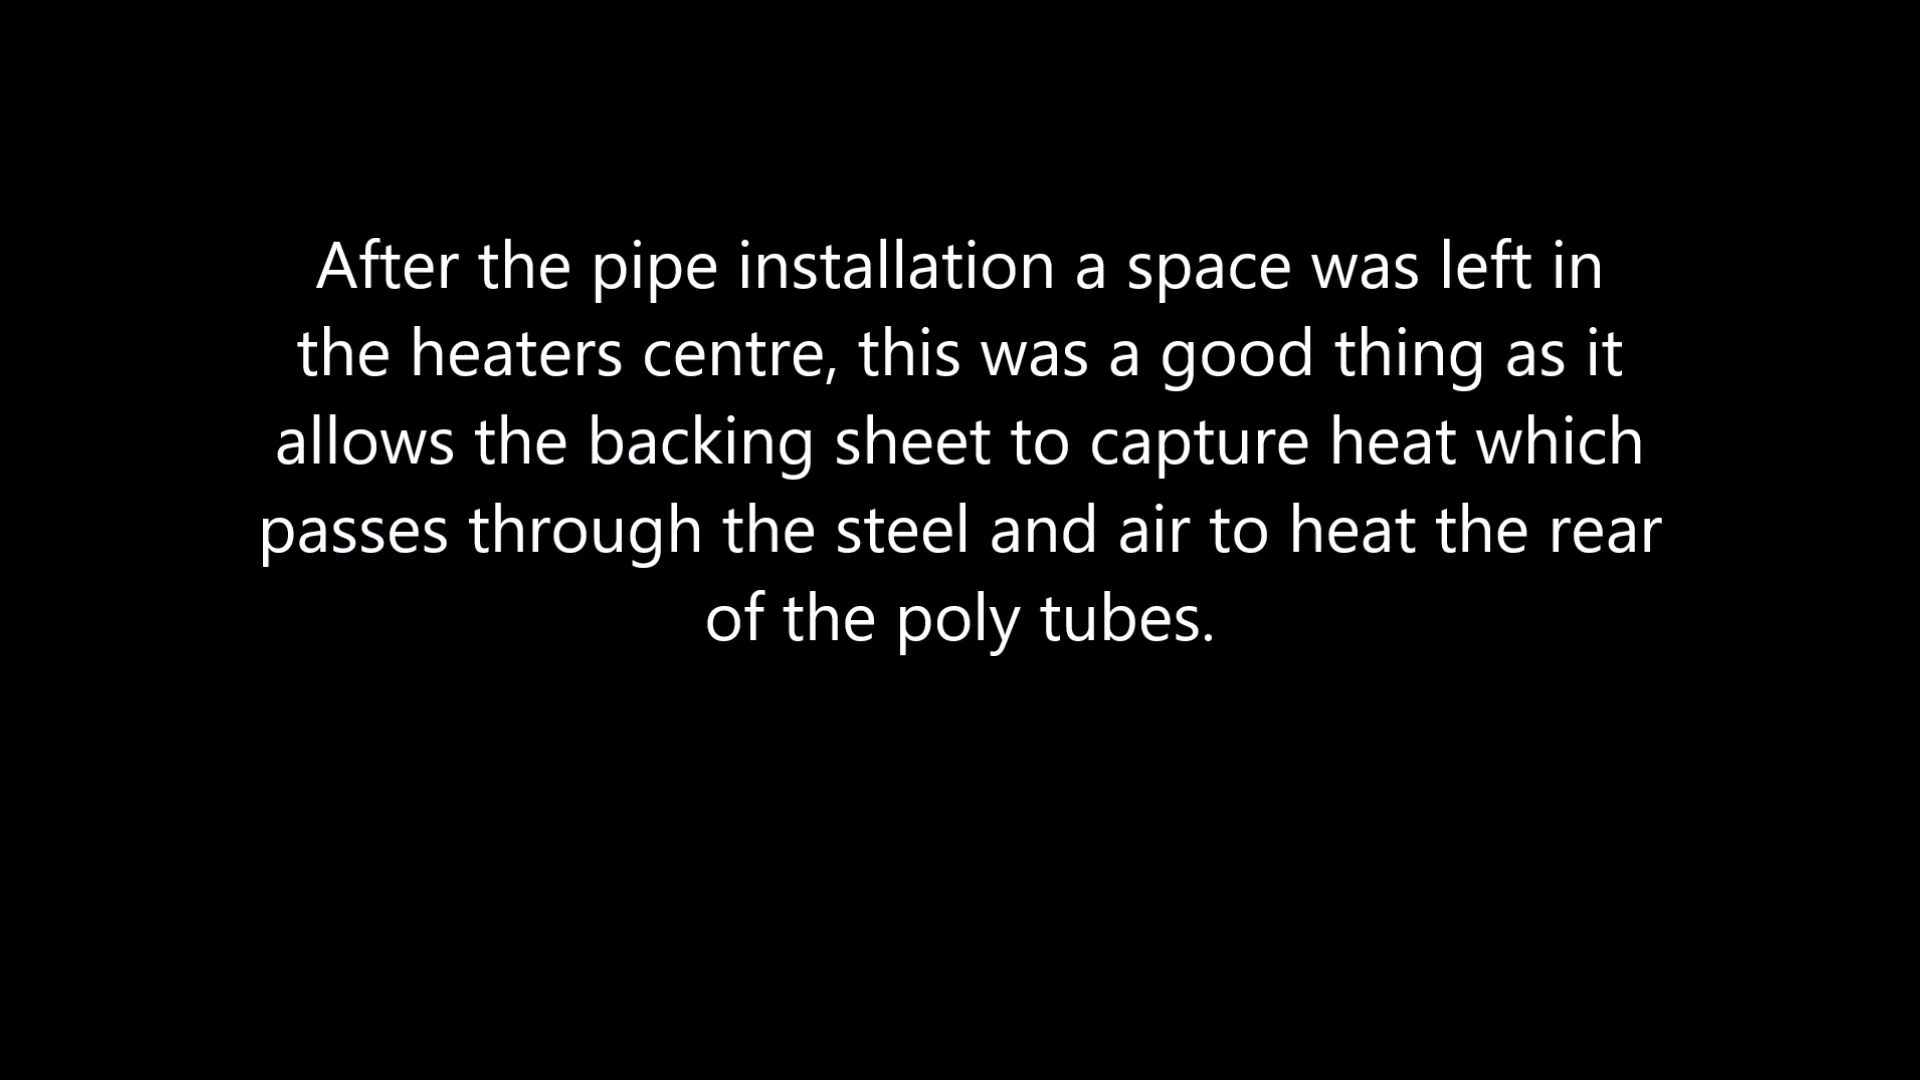 After the pipe installation a space was left in
the heaters centre, this was a good thing as it
allows the backing sheet to capture heat which
passes through the steel and air to heat the rear
of the poly tubes.